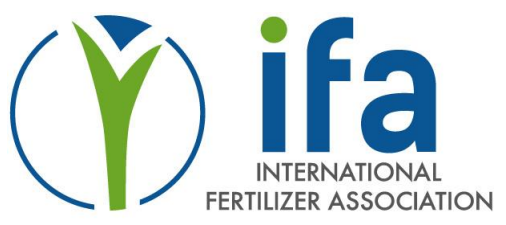 ifa
INTERNATIONAL
FERTILIZER ASSOCIATION